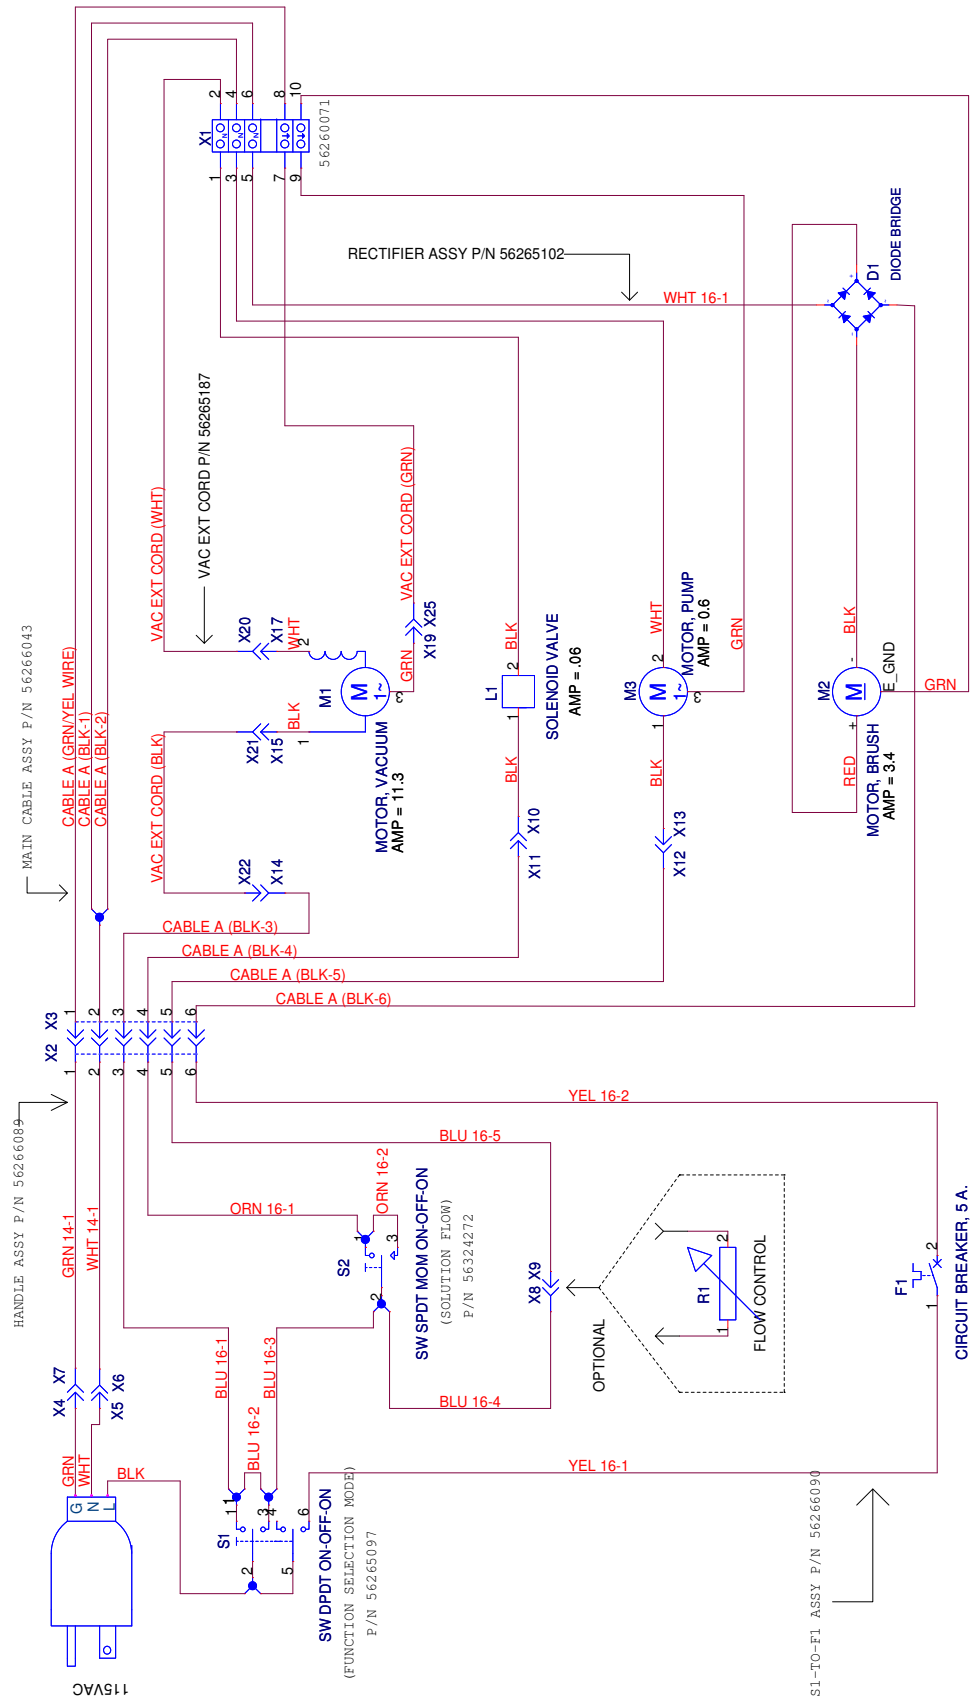 115VAC
G
N
L
GRN
WHT
BLK
X4 X7
X5 X6
HANDLE ASSY P/N 56266089
GRN 14-1
WHT 14-1
X2 X3
1 1
2 2
3 3
4 4
5 5
6 6
MAIN CABLE ASSY P/N 56266043
CABLE A (GRN/YEL WIRE)
CABLE A (BLK-1)
CABLE A (BLK-2)
CABLE A (BLK-3)
CABLE A (BLK-4)
CABLE A (BLK-5)
CABLE A (BLK-6)
VAC EXT CORD (BLK)
VAC EXT CORD (WHT)
VAC EXT CORD P/N 56265187
X22
X14
X21
X15
BLK
1
X20
X17
WHT
2
M1
M
1~
3
GRN
X19 X25
VAC EXT CORD (GRN)
MOTOR, VACUUM
AMP = 11.3
X1
1 2
3 4
5 6
7 8
9 10
N
N
N
56260071
RECTIFIER ASSY P/N 56265102
WHT 16-1
X11 X10
BLK
1
L1
2
BLK
SOLENOID VALVE
AMP = .06
X12 X13
BLK
1
M3
M
1~
2
3
WHT
MOTOR, PUMP
AMP = 0.6
GRN
RED
+
M2
M
-
BLK
E_GND
GRN
MOTOR, BRUSH
AMP = 3.4
D1
DIODE BRIDGE
+
-
~
~
S1
1
1
2
3
4
5
6
BLU 16-1
BLU 16-2
BLU 16-3
SW DPDT ON-OFF-ON
(FUNCTION SELECTION MODE)
P/N 56265097
ORN 16-1
ORN 16-2
S2
1
2
3
SW SPDT MOM ON-OFF-ON
(SOLUTION FLOW)
P/N 56324272
BLU 16-4
BLU 16-5
X8 X9
OPTIONAL
R1
1
2
FLOW CONTROL
YEL 16-1
YEL 16-2
F1
1
2
CIRCUIT BREAKER, 5 A.
S1-TO-F1 ASSY P/N 56266090